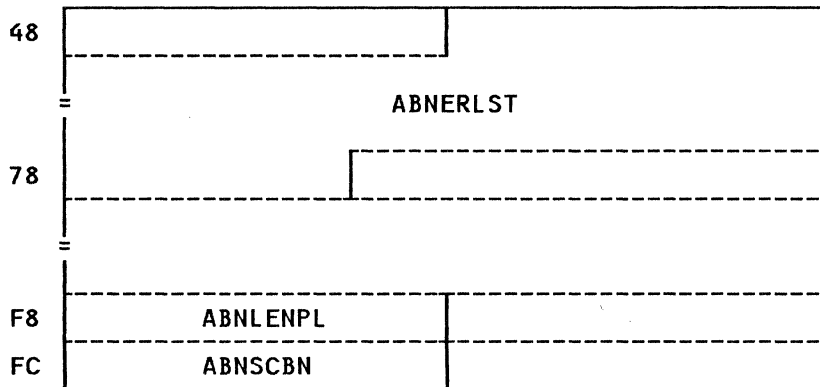 48
= ABNERLST
78
=
F8 ABNLENPL
FC ABNSCBN